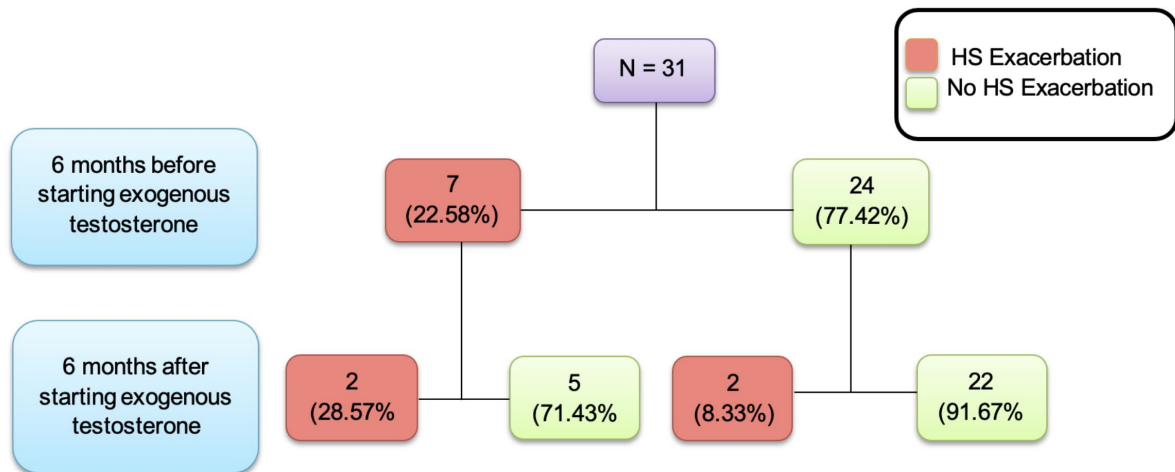 N = 31
HS Exacerbation
No HS Exacerbation
6 months before
starting exogenous
testosterone
7
(22.58%)
24
(77.42%)
6 months after
starting exogenous
testosterone
2
(28.57%
5
(71.43%
2
(8.33%)
22
(91.67%